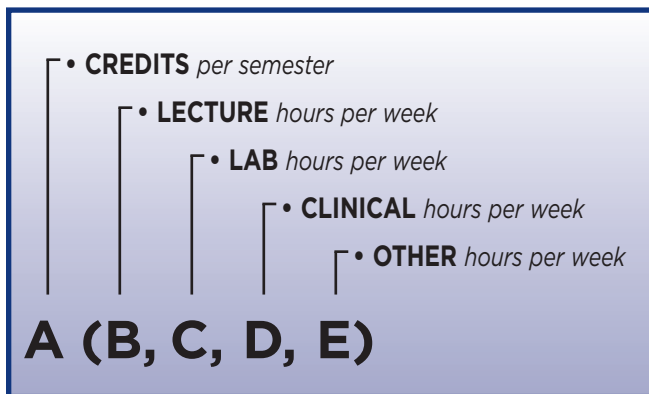 • CREDITS per semester
• LECTURE hours per week
• LAB hours per week
• CLINICAL hours per week
• OTHER hours per week
A (B, C, D, E)